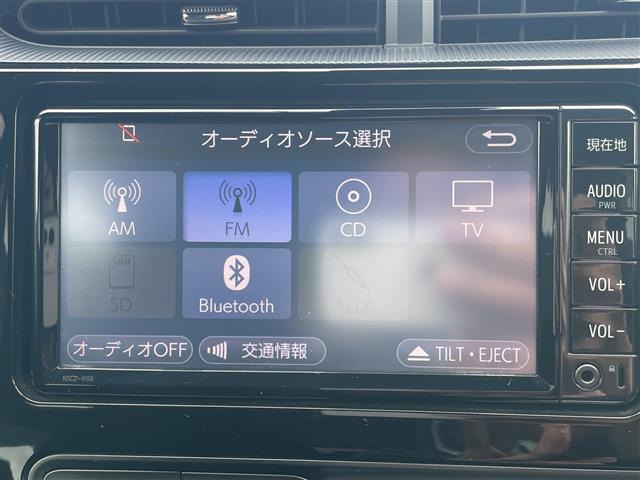 オーディオソース選択
AM FM CD TV
SD Bluetooth AUX
オーディオOFF 交通情報 TILT・EJECT
現在地
AUDIO
PWR
MENU
CTRL
VOL+
VOL-
NSCD-W66